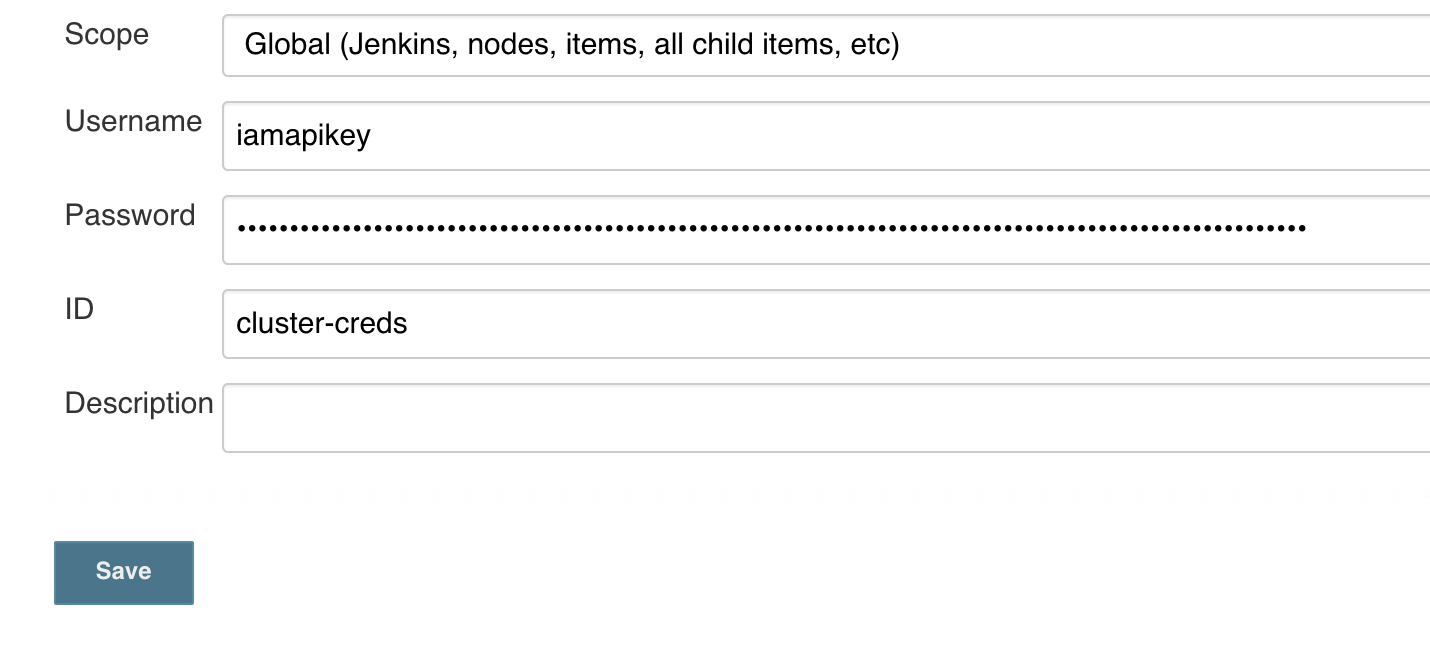 Scope
Global (Jenkins, nodes, items, all child items, etc)
Username
iamapikey
Password
ID
cluster-creds
Description
Save